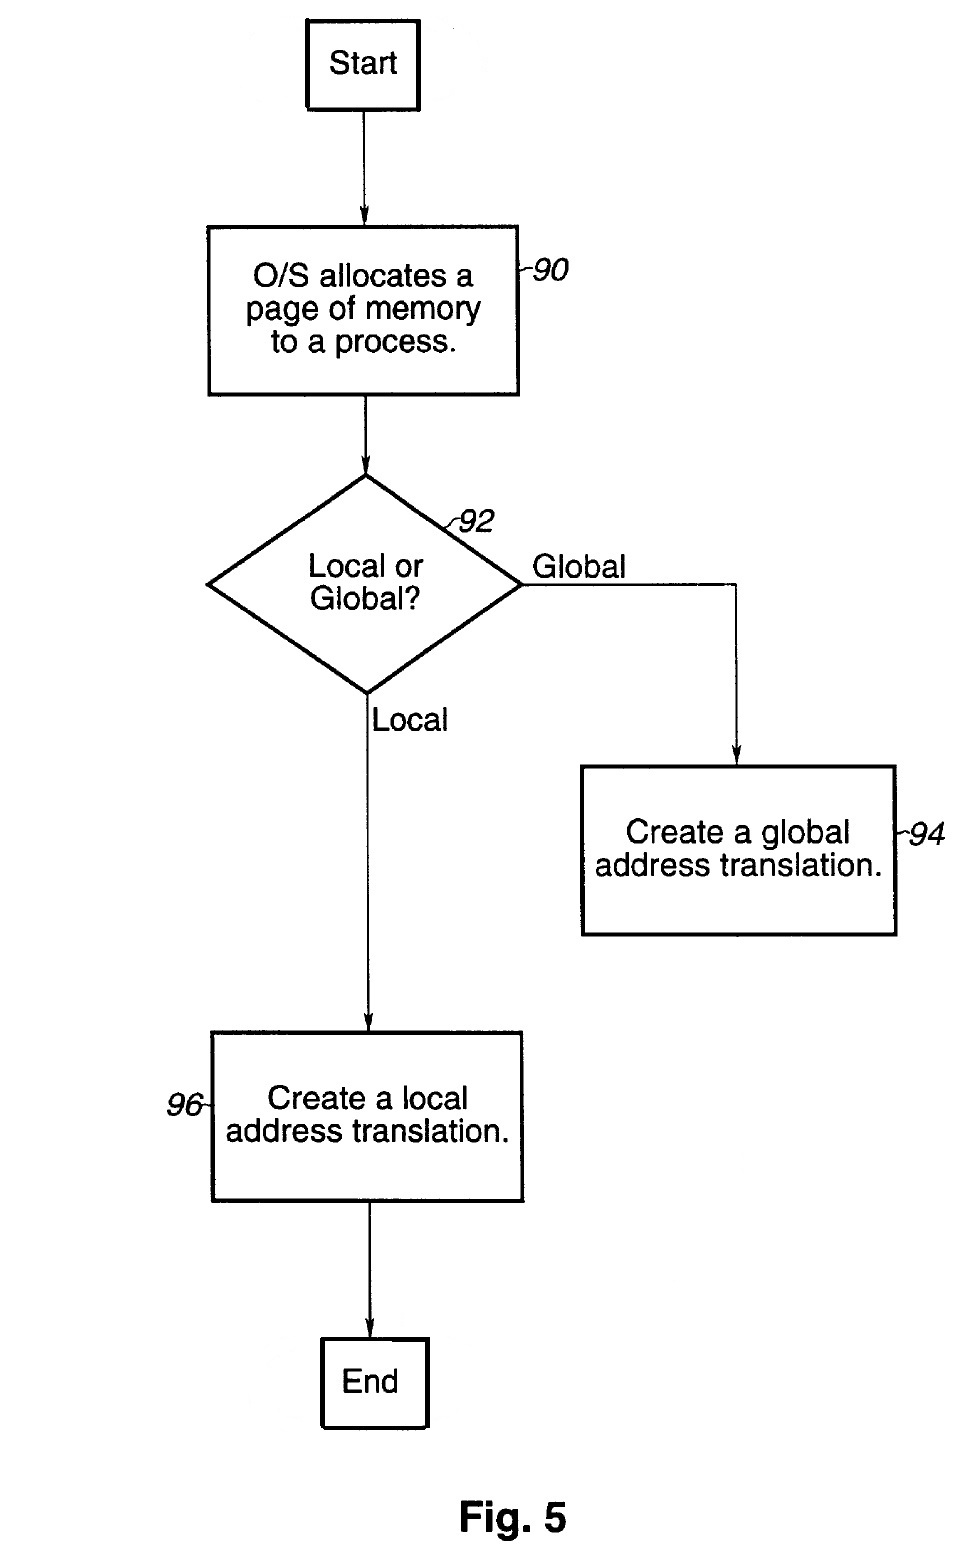 Start
O/S allocates a
page of memory
to a process.
90
92
Local or
Global?
Global
Local
Create a global
address translation.
94
96
Create a local
address translation.
End
Fig. 5